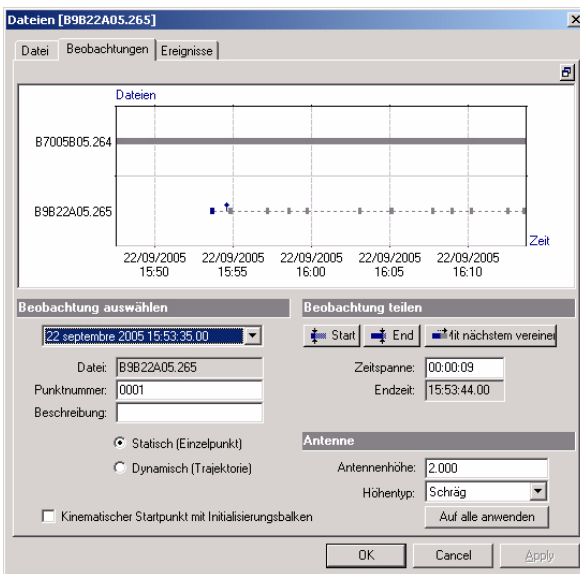 Dateien [B9B22A05.265]
Datei Beobachtungen Ereignisse
Dateien
B7005B05.264
B9B22A05.265
Zeit
22/09/2005 22/09/2005 22/09/2005 22/09/2005 22/09/2005
15:50 15:55 16:00 16:05 16:10
Beobachtung auswählen
22 septembre 2005 15:53:35.00
Datei: B9B22A05.265
Punktnummer: 0001
Beschreibung:
Statisch (Einzelpunkt)
Dynamisch (Trajektorie)
Kinematischer Startpunkt mit Initialisierungsbalken
Beobachtung teilen
Start End Mit nächstem vereinen
Zeitspanne: 00:00:09
Endzeit: 15:53:44.00
Antenne
Antennenhöhe: 2.000
Höhentyp: Schräg
Auf alle anwenden
OK Cancel Apply